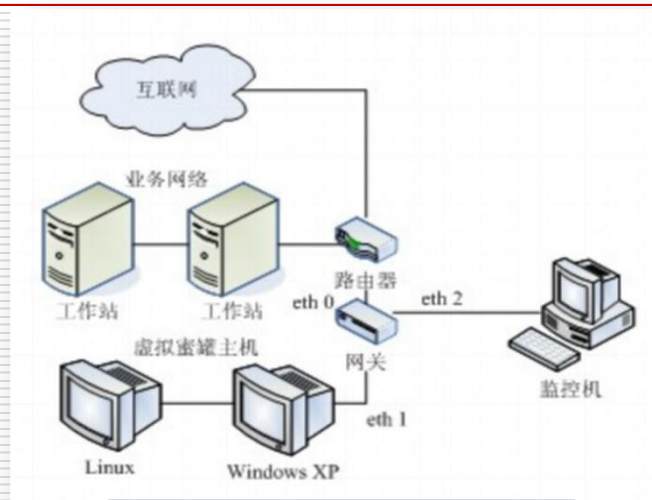 互联网
业务网络
工作站
工作站
路由器
eth 0
eth 2
虚拟蜜罐主机
网关
监控机
eth 1
Linux
Windows XP